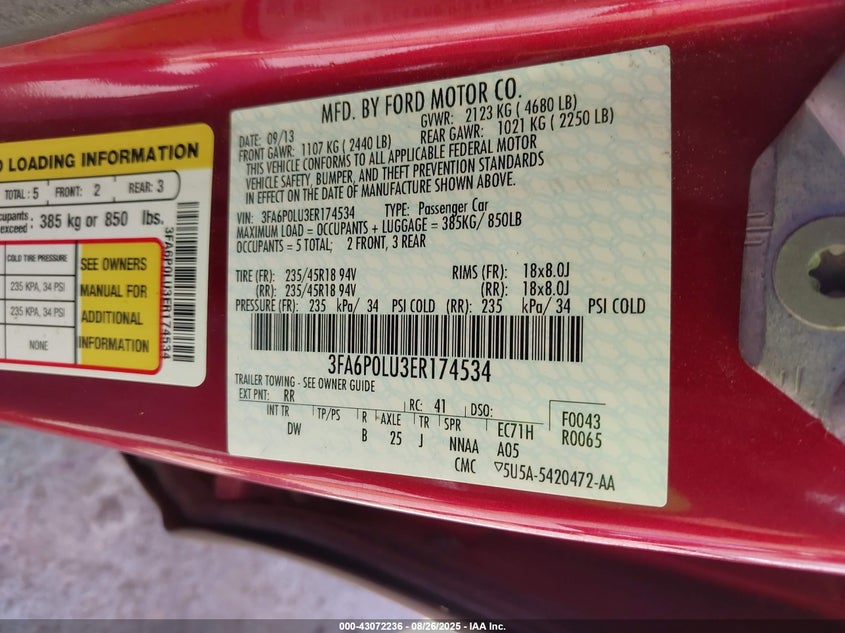 MFD. BY FORD MOTOR CO.
DATE: 09/13 GVWR: 2123 KG ( 4680 LB)
FRONT GAWR: 1107 KG ( 2440 LB) REAR GAWR: 1021 KG ( 2250 LB)
THIS VEHICLE CONFORMS TO ALL APPLICABLE FEDERAL MOTOR
VEHICLE SAFETY, BUMPER, AND THEFT PREVENTION STANDARDS
IN EFFECT ON THE DATE OF MANUFACTURE SHOWN ABOVE.
VIN: 3FA6P0LU3ER174534 TYPE: Passenger Car
MAXIMUM LOAD = OCCUPANTS + LUGGAGE = 385KG/ 850LB
OCCUPANTS = 5 TOTAL; 2 FRONT, 3 REAR
TIRE (FR): 235/45R18 94V RIMS (FR): 18x8.0J
(RR): 235/45R18 94V (RR): 18x8.0J
PRESSURE (FR): 235 kPa/ 34 PSI COLD (RR): 235 kPa/ 34 PSI COLD
3FA6P0LU3ER174534
TRAILER TOWING - SEE OWNER GUIDE
EXT PNT: RR RC: 41 DSO:
INT TR TP/PS R AXLE TR SPR EC71H F0043
DW B 25 J NNAA A05 R0065
CMC ▽5U5A-5420472-AA
LOADING INFORMATION
TOTAL : 5 FRONT: 2 REAR: 3
385 kg or 850 lbs.
COLD TIRE PRESSURE
235 KPA, 34 PSI
235 KPA, 34 PSI
NONE
SEE OWNERS
MANUAL FOR
ADDITIONAL
INFORMATION
3FA6P0LU3ER174534
000-43072236 - 08/26/2025 - IAA Inc.